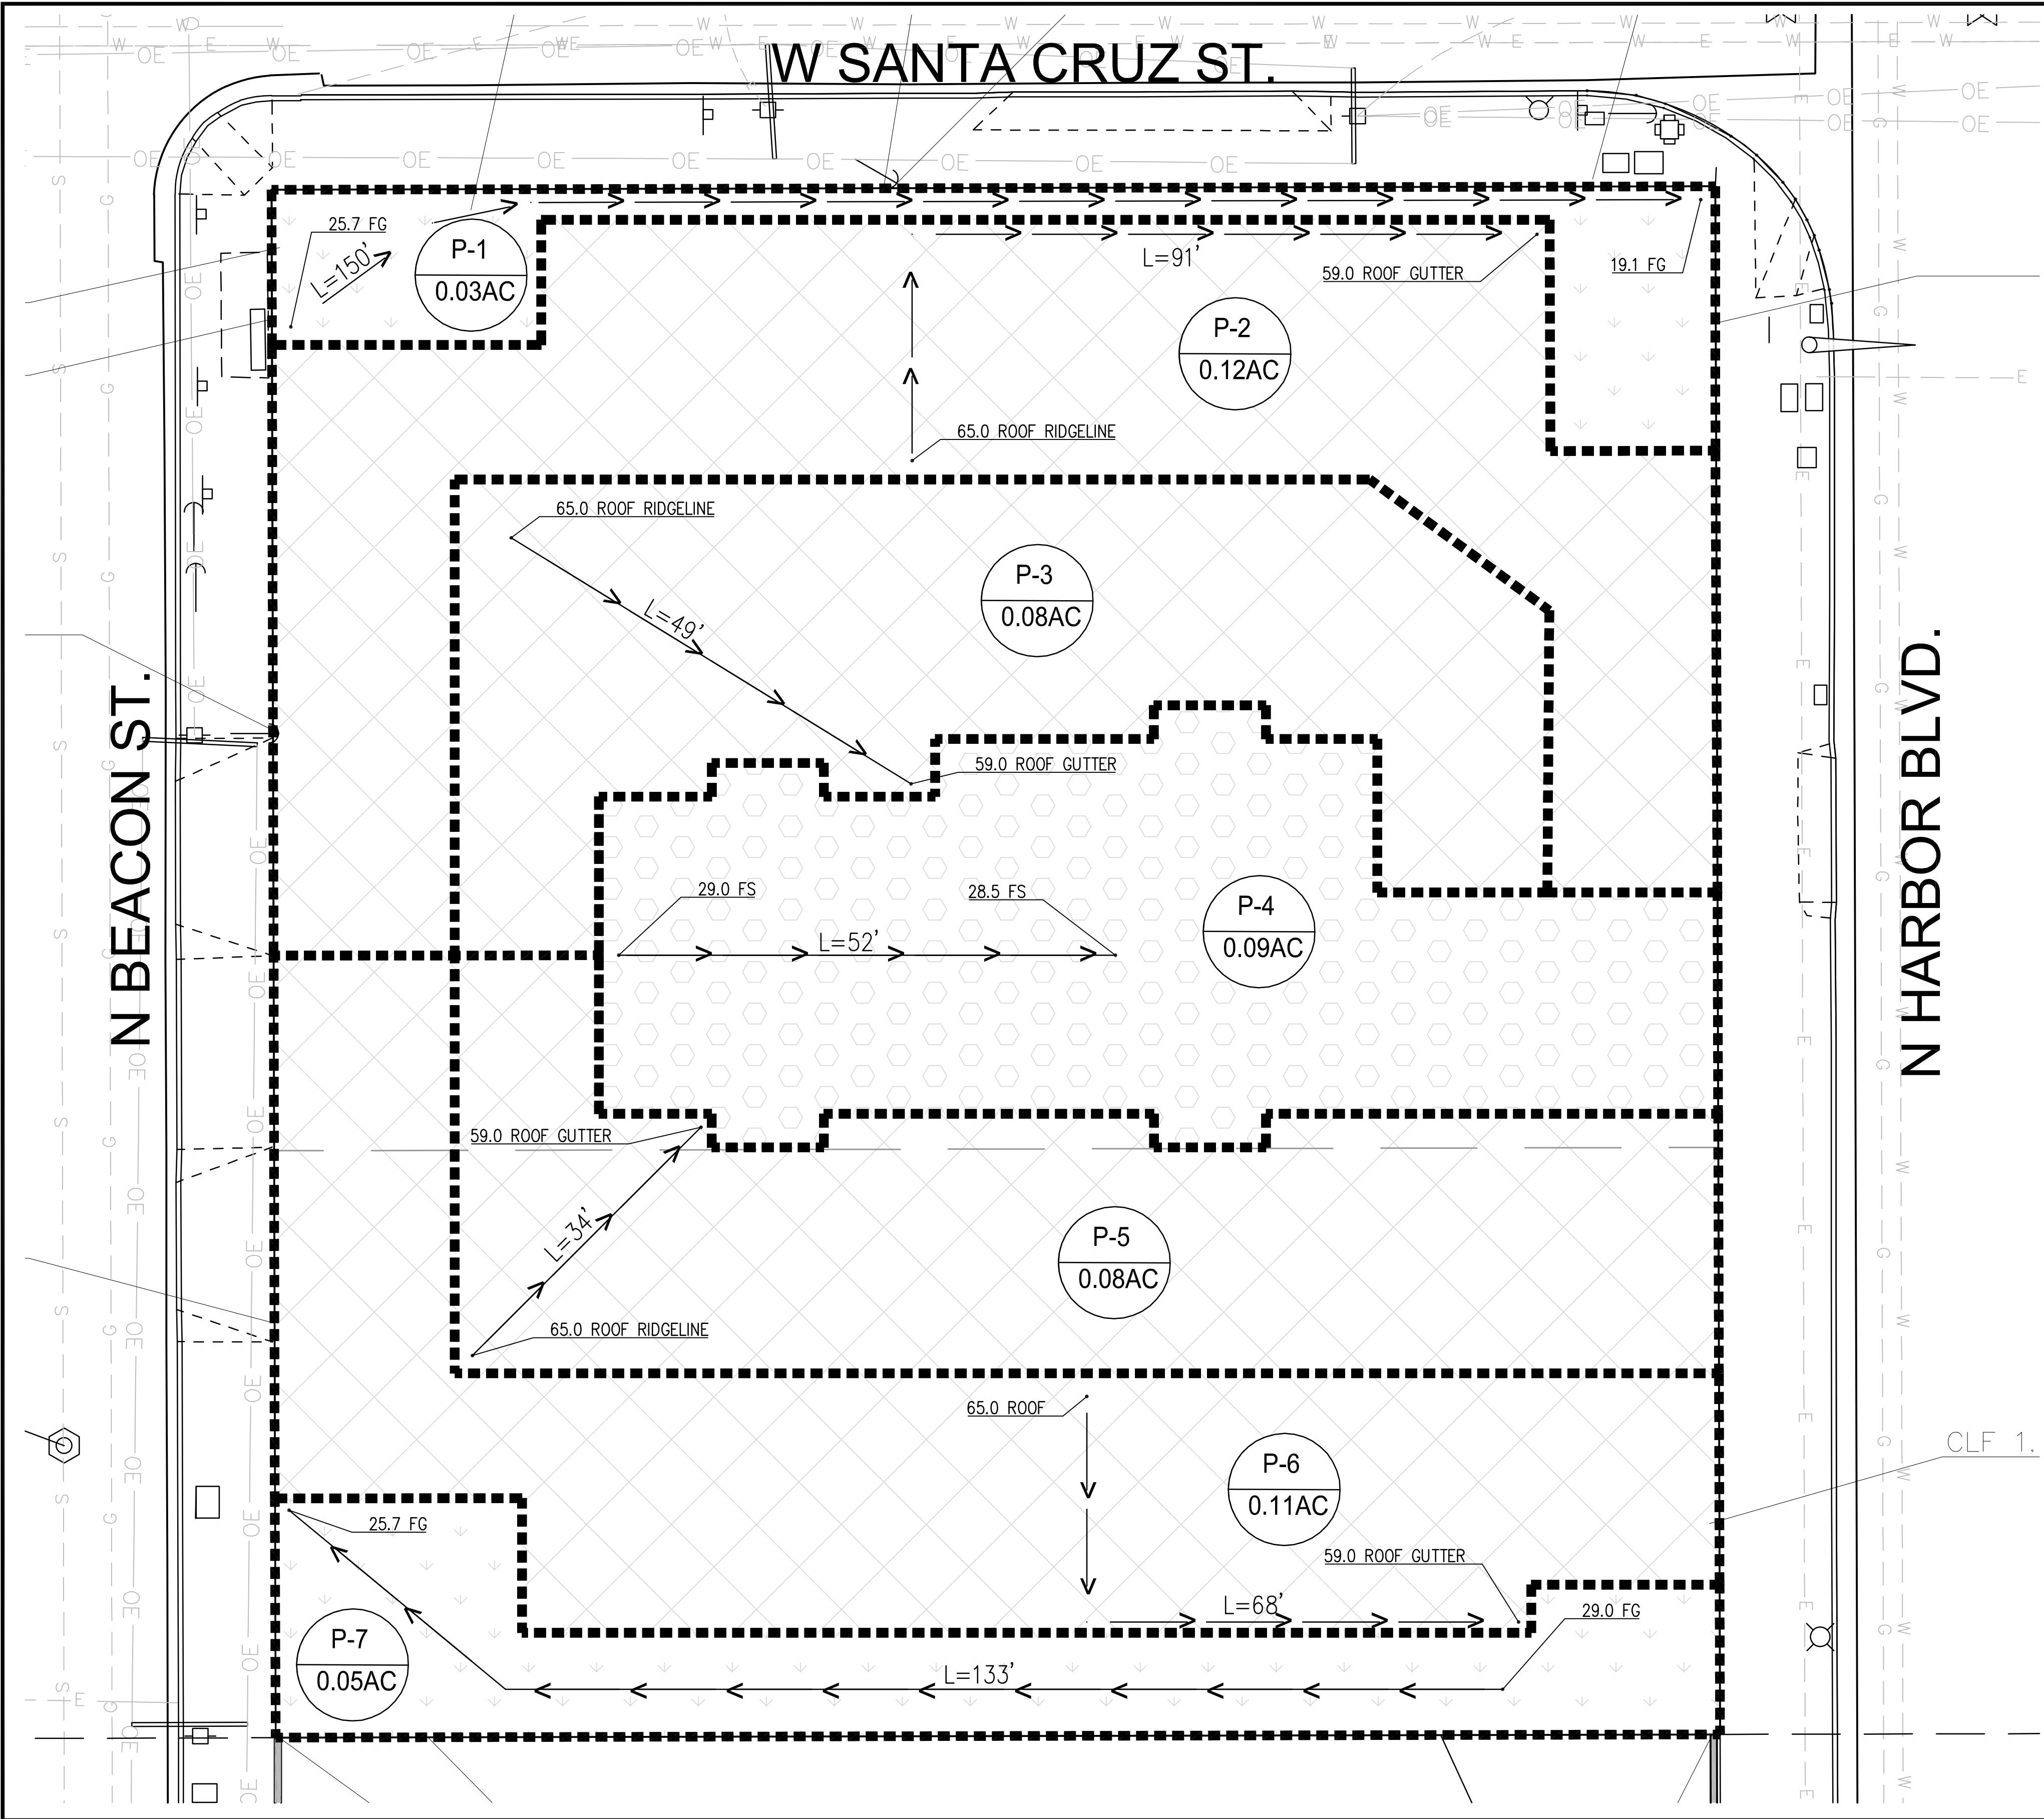 W SANTA CRUZ ST.
25.7 FG
L=150'
P-1
0.03AC
L=91'
59.0 ROOF GUTTER
19.1 FG
P-2
0.12AC
65.0 ROOF RIDGELINE
65.0 ROOF RIDGELINE
P-3
0.08AC
L=49'
59.0 ROOF GUTTER
N BEACON ST.
N HARBOR BLVD.
29.0 FS
28.5 FS
L=52'
P-4
0.09AC
59.0 ROOF GUTTER
L=34'
P-5
0.08AC
65.0 ROOF RIDGELINE
65.0 ROOF
P-6
0.11AC
CLF 1.
25.7 FG
59.0 ROOF GUTTER
L=68'
29.0 FG
P-7
0.05AC
L=133'